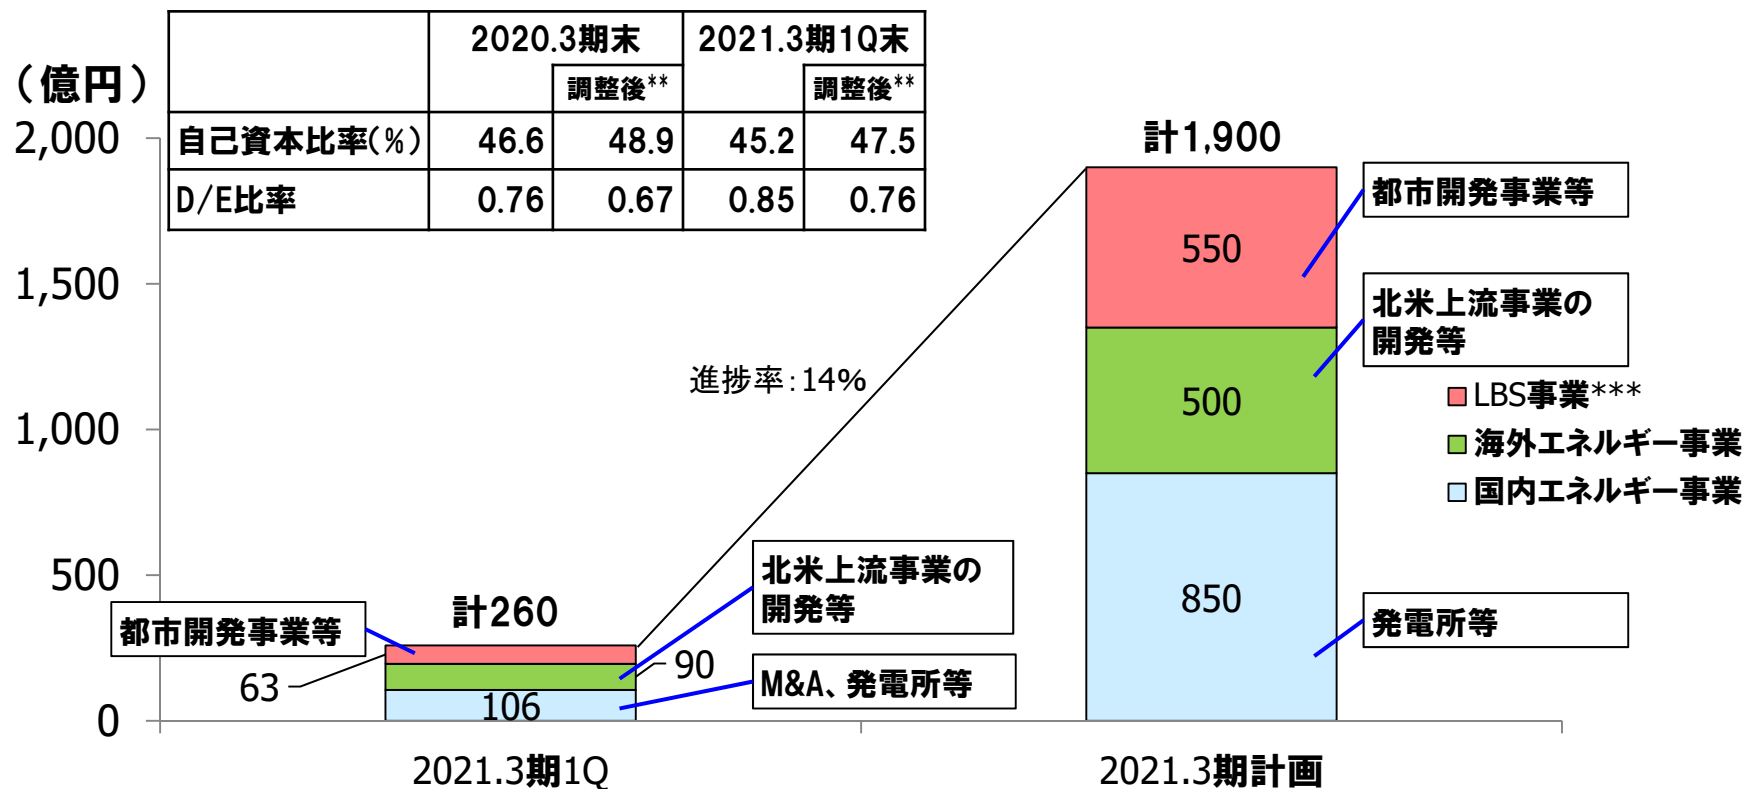 2020.3期末 2021.3期1Q末
調整後** 調整後**
自己資本比率(%) 46.6 48.9 45.2 47.5
D/E比率 0.76 0.67 0.85 0.76
（億円）
2,000
1,500
1,000
500
0
計1,900
都市開発事業等
550
北米上流事業の
開発等
500
進捗率：14%
LBS事業***
海外エネルギー事業
国内エネルギー事業
850
発電所等
計260
都市開発事業等
63
北米上流事業の
開発等
90
106
M&A、発電所等
2021.3期1Q
2021.3期計画